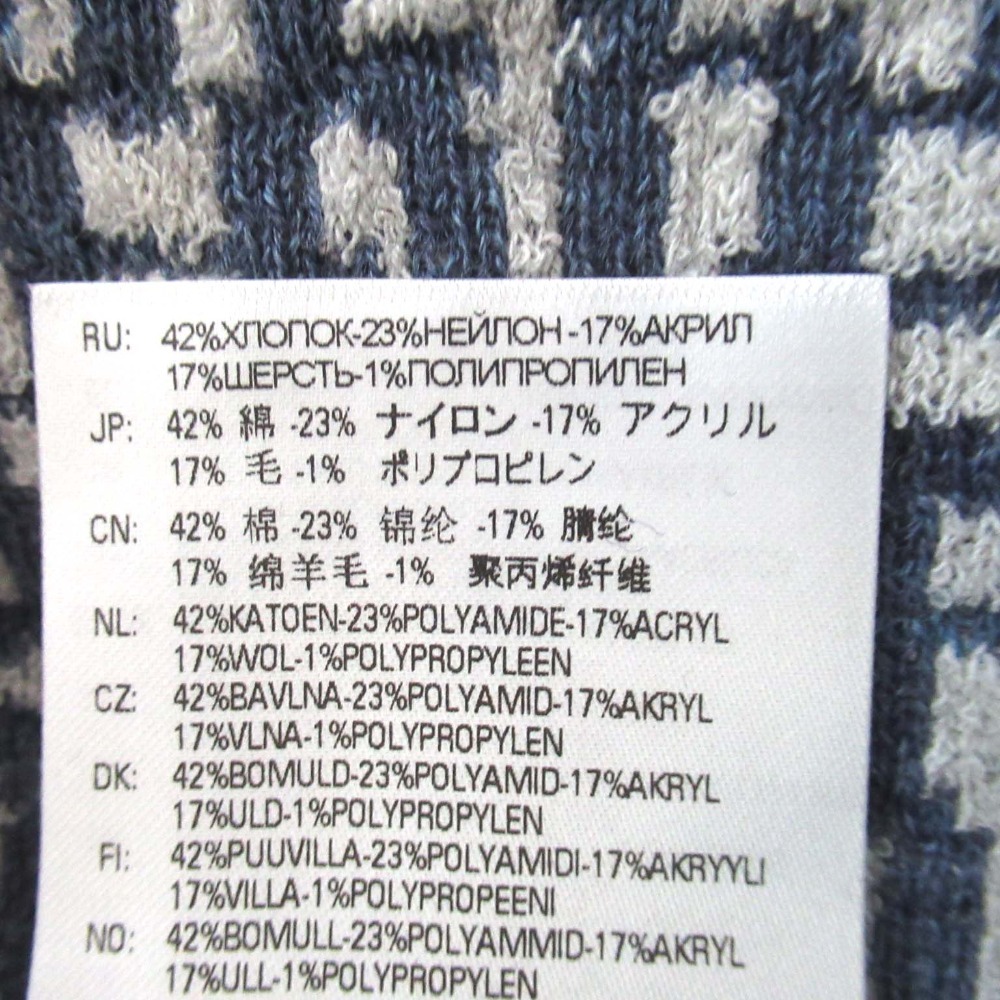 RU: 42%ХЛОПОК-23%НЕЙЛОН-17%АКРИЛ
17%ШЕРСТЬ-1%ПОЛИПРОПИЛЕН
JP: 42% 綿 -23% ナイロン -17% アクリル
17% 毛 -1% ポリプロピレン
CN: 42% 棉 -23% 锦纶 -17% 腈纶
17% 绵羊毛 -1% 聚丙烯纤维
NL: 42%KATOEN-23%POLYAMIDE-17%ACRYL
17%WOL-1%POLYPROPYLEEN
CZ: 42%BAVLNA-23%POLYAMID-17%AKRYL
17%VLNA-1%POLYPROPYLEN
DK: 42%BOMULD-23%POLYAMID-17%AKRYL
17%ULD-1%POLYPROPYLEN
FI: 42%PUUVILLA-23%POLYAMIDI-17%AKRYYLI
17%VILLA-1%POLYPROPEENI
NO: 42%BOMULL-23%POLYAMMID-17%AKRYL
17%ULL-1%POLYPROPYLEN